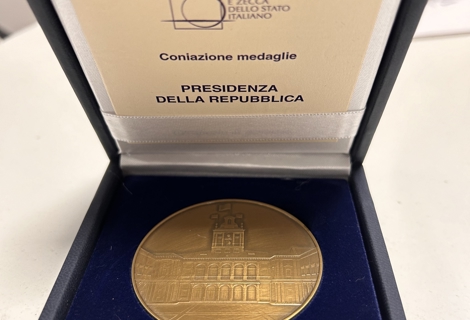 E ZECCA
DELLO STATO
ITALIANO
Coniazione medaglie
PRESIDENZA
DELLA REPUBBLICA